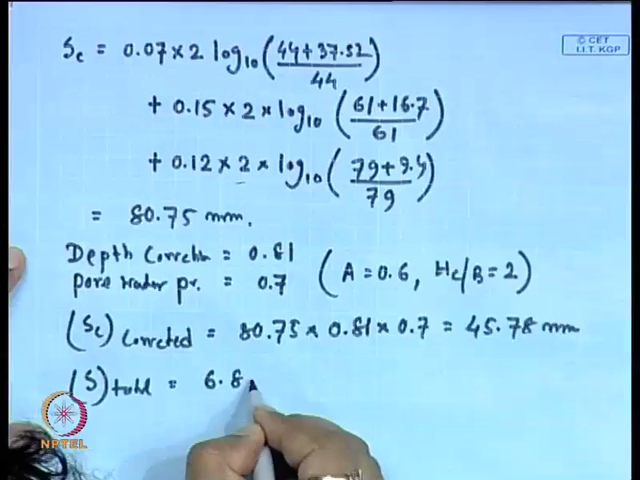 © CET
I.I.T. KGP
Sc = 0.07 × 2 log10 (44+37.52 / 44)
+ 0.15 × 2 × log10 (61+16.7 / 61)
+ 0.12 × 2 × log10 (79+9.4 / 79)
= 80.75 mm.
Depth Correctn = 0.81
pore water pr. = 0.7 (A = 0.6, Hc/B = 2)
(Sc) Corrected = 80.75 × 0.81 × 0.7 = 45.78 mm
(S) total = 6.8
NPTEL